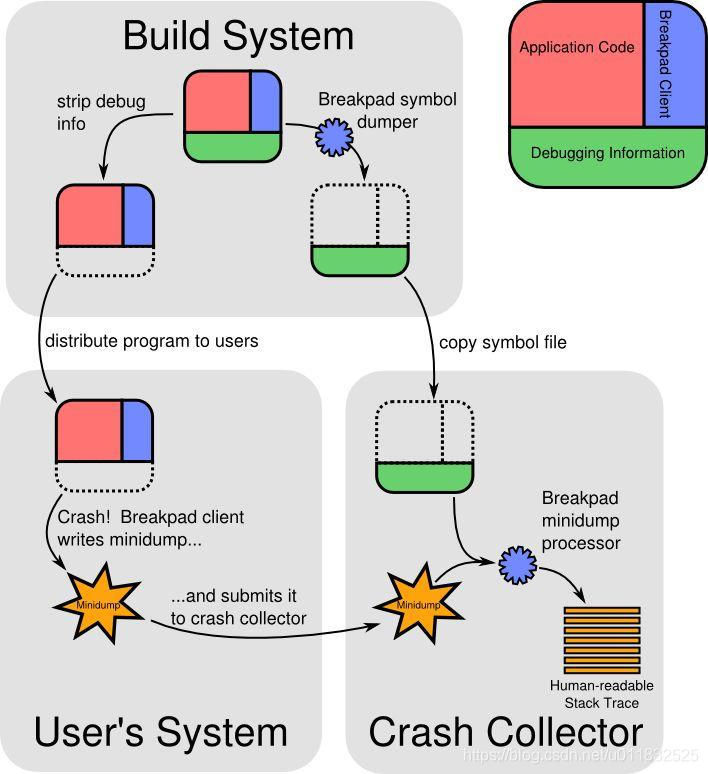 Build System
strip debug
info
Breakpad symbol
dumper
Application Code
Breakpad Client
Debugging Information
distribute program to users
copy symbol file
Crash! Breakpad client
writes minidump...
Minidump
...and submits it
to crash collector
Minidump
Breakpad
minidump
processor
Human-readable
Stack Trace
User's System
Crash Collector
https://blog.csdn.net/u011832525